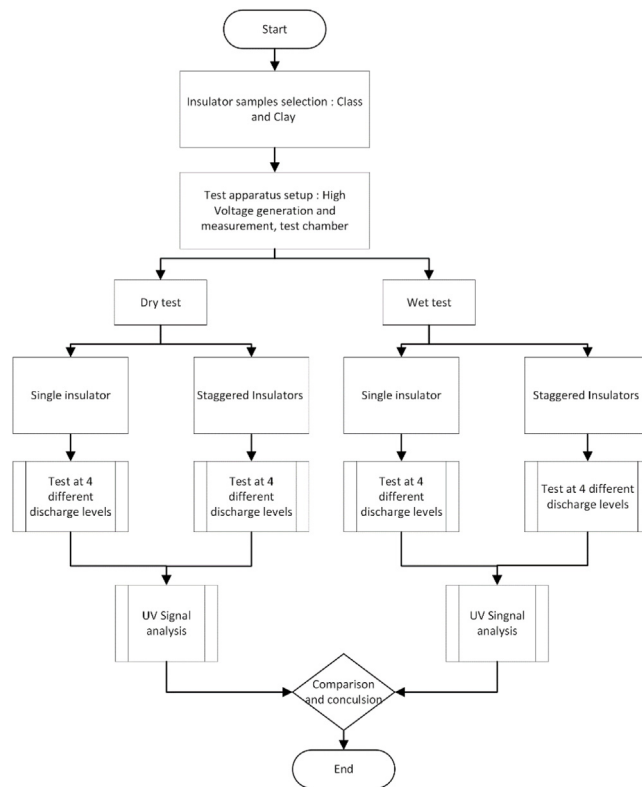 Start
Insulator samples selection : Class
and Clay
Test apparatus setup : High
Voltage generation and
measurement, test chamber
Dry test
Wet test
Single insulator
Staggered Insulators
Single insulator
Staggered Insulators
Test at 4
different
discharge levels
Test at 4
different
discharge levels
Test at 4
different
discharge levels
Test at 4 different
discharge levels
UV Signal
analysis
UV Singnal
analysis
Comparison
and conculsion
End